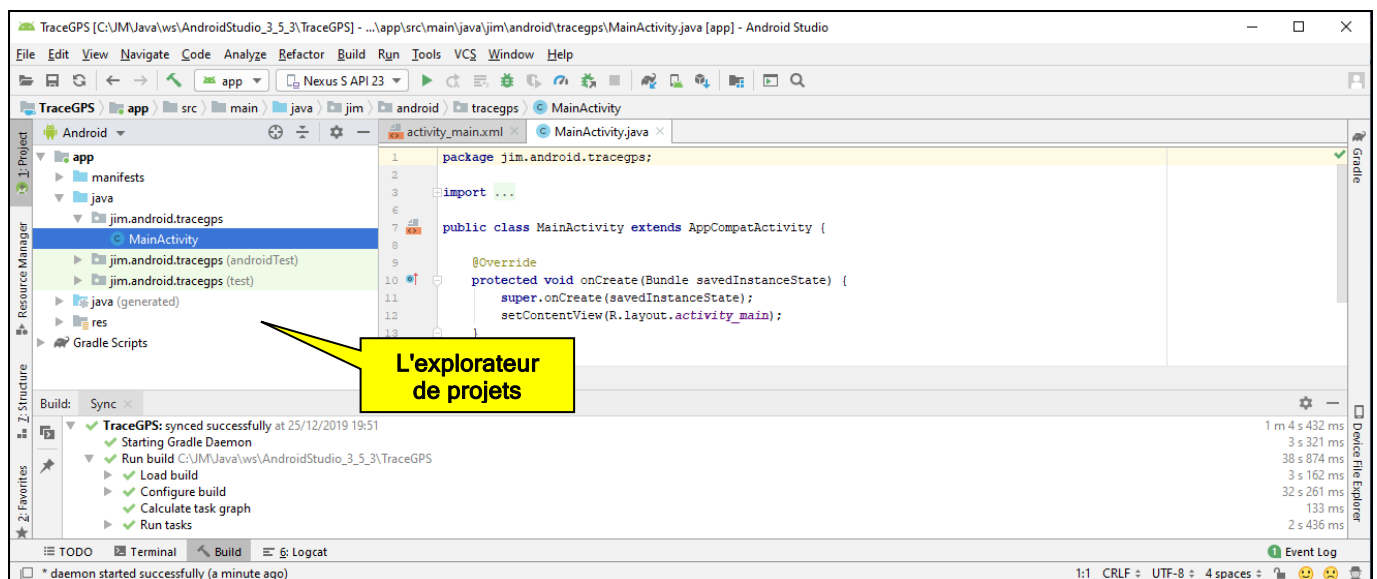 TraceGPS [C:\JM\Java\ws\AndroidStudio_3_5_3\TraceGPS] - ...\app\src\main\java\jim\android\tracegps\MainActivity.java [app] - Android Studio
File Edit View Navigate Code Analyze Refactor Build Run Tools VCS Window Help
app Nexus S API 23
TraceGPS app src main java jim android tracegps MainActivity
1: Project
Resource Manager
Z: Structure
2: Favorites
Android
app
manifests
java
jim.android.tracegps
MainActivity
jim.android.tracegps (androidTest)
jim.android.tracegps (test)
java (generated)
res
Gradle Scripts
activity_main.xml MainActivity.java
1 package jim.android.tracegps;
2
3 import ...
6
7 public class MainActivity extends AppCompatActivity {
8
9 @Override
10 protected void onCreate(Bundle savedInstanceState) {
11 super.onCreate(savedInstanceState);
12 setContentView(R.layout.activity_main);
13 }
L'explorateur
de projets
Gradle
Device File Explorer
Build: Sync
TraceGPS: synced successfully at 25/12/2019 19:51 1 m 4 s 432 ms
Starting Gradle Daemon 3 s 321 ms
Run build C:\JM\Java\ws\AndroidStudio_3_5_3\TraceGPS 38 s 874 ms
Load build 3 s 162 ms
Configure build 32 s 261 ms
Calculate task graph 133 ms
Run tasks 2 s 436 ms
TODO Terminal Build 6: Logcat 1 Event Log
* daemon started successfully (a minute ago) 1:1 CRLF UTF-8 4 spaces